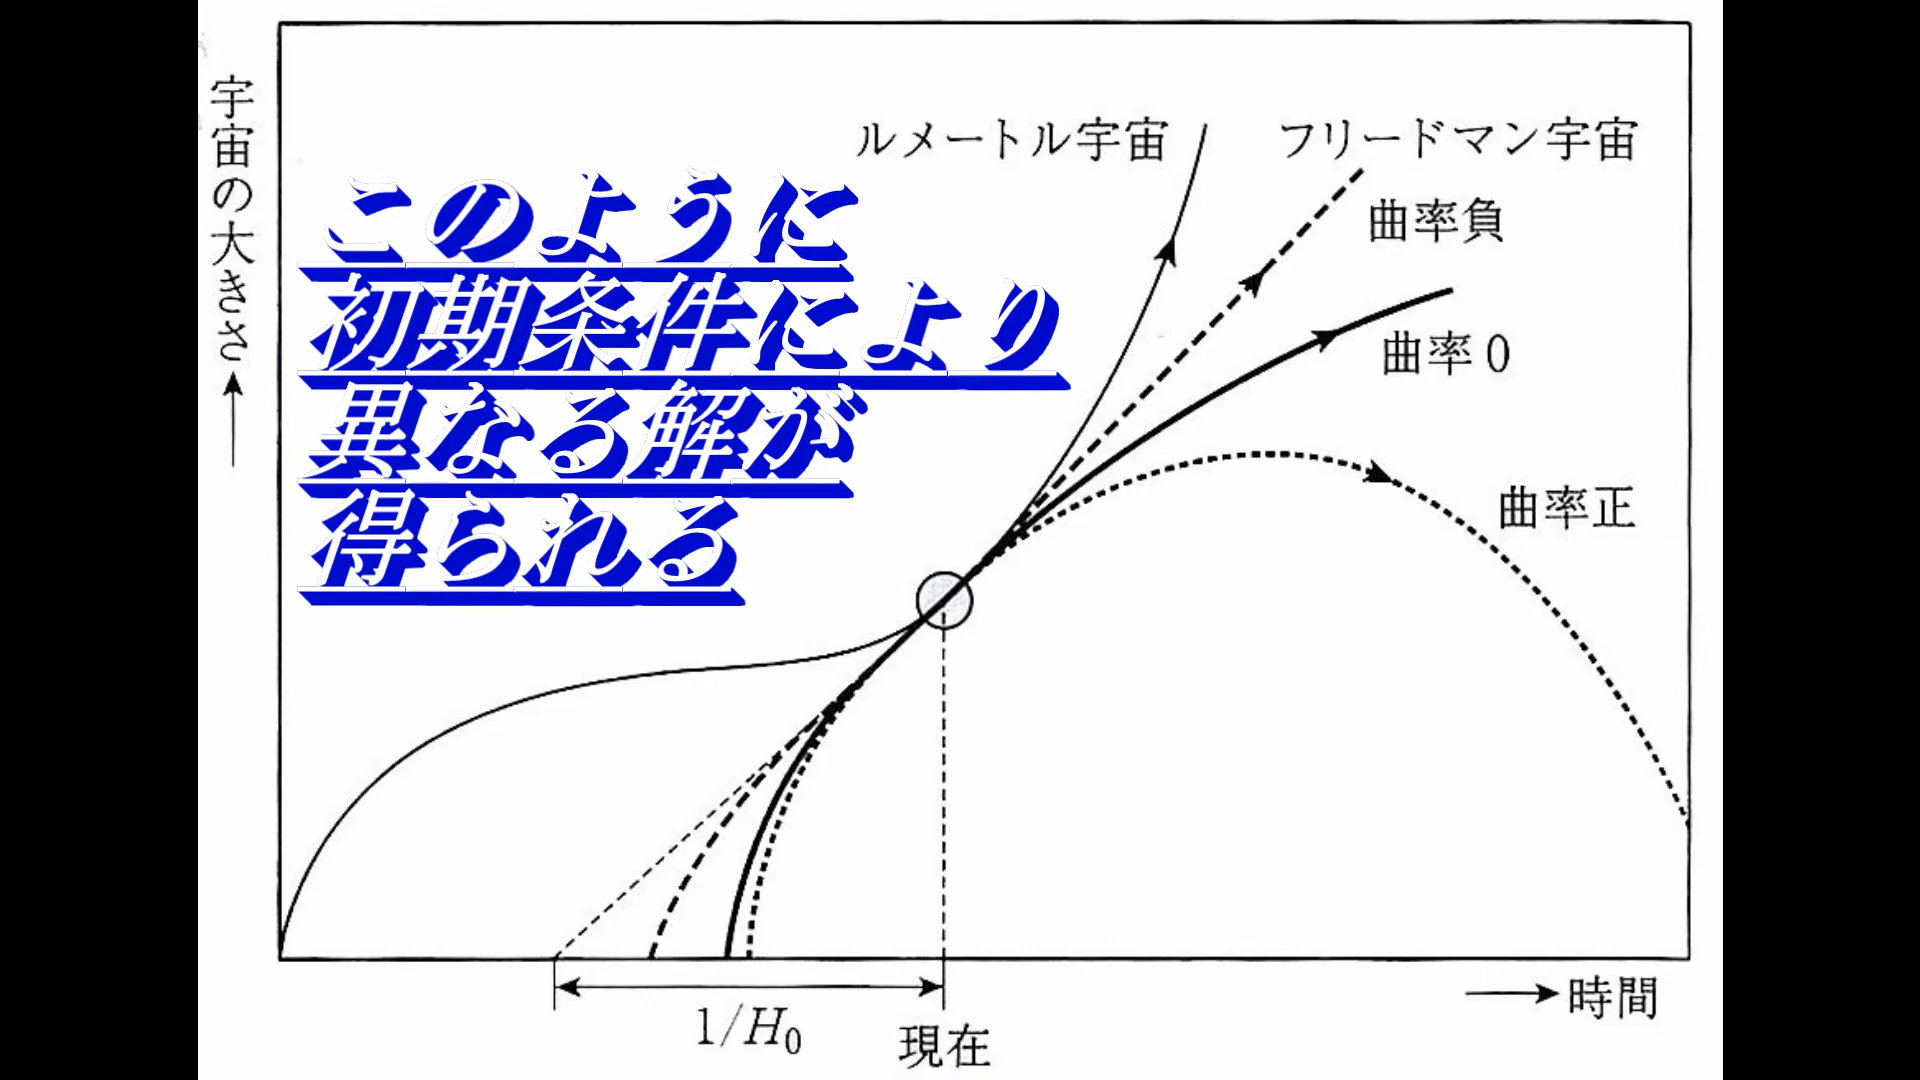 宇宙の大きさ
ルメートル宇宙
フリードマン宇宙
曲率負
曲率0
曲率正
このように
初期条件により
異なる解が
得られる
1/H₀
現在
時間